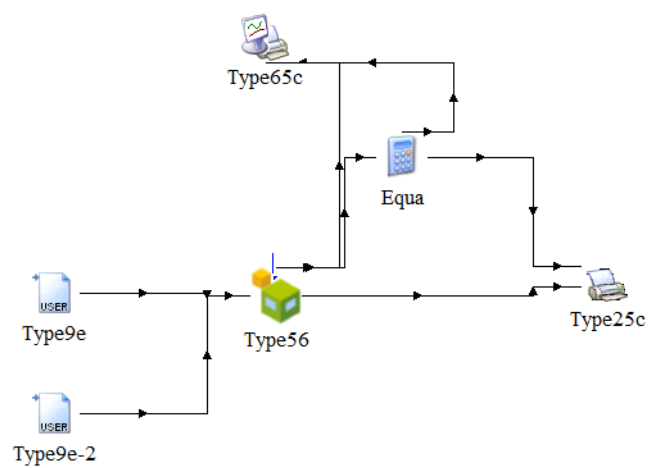 Type65c
Equa
USER
Type9e
Type56
Type25c
USER
Type9e-2